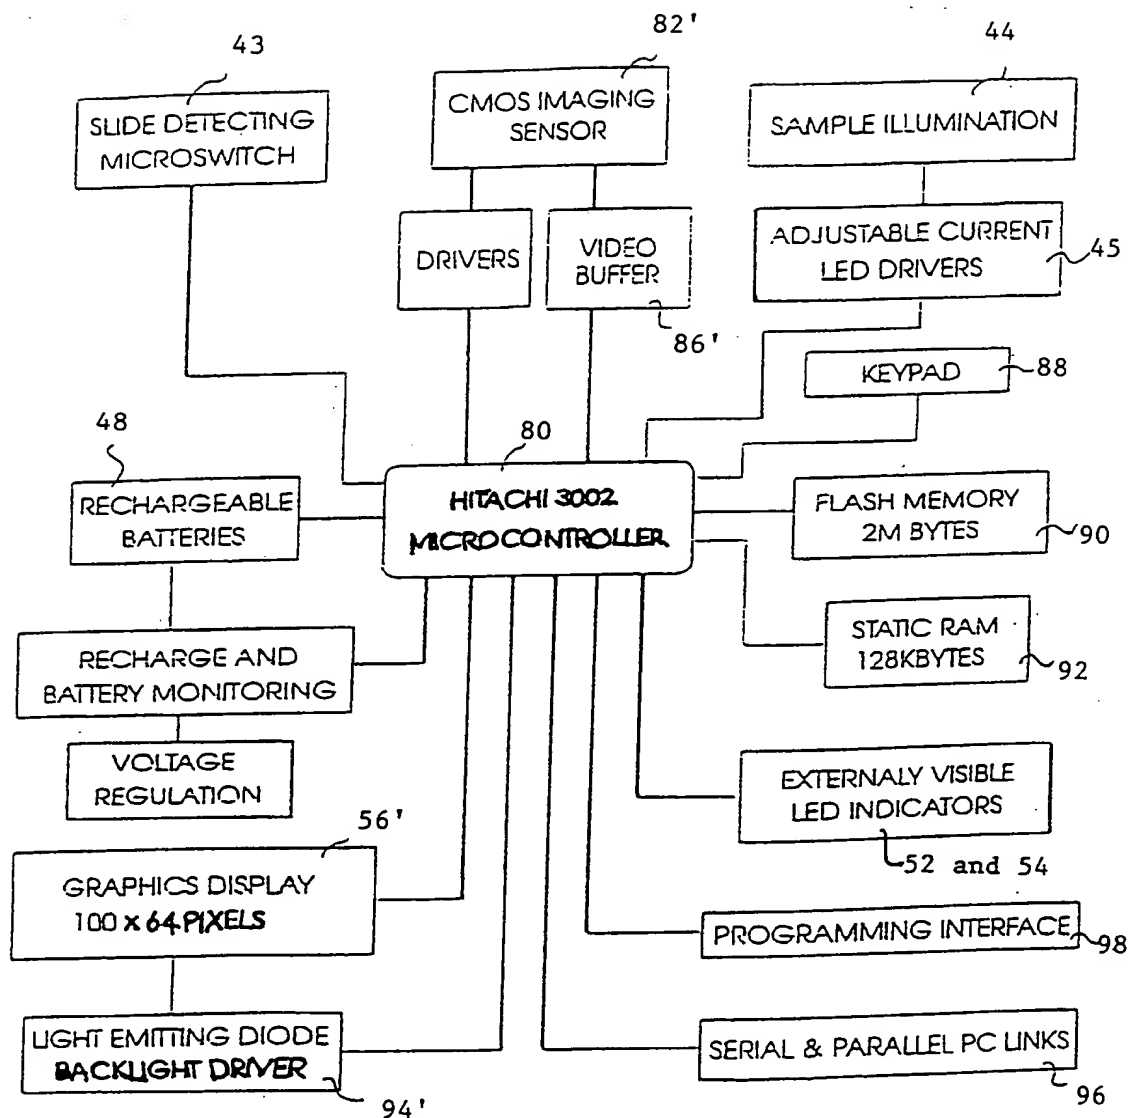 43
82'
44
SLIDE DETECTING
MICROSWITCH
CMOS IMAGING
SENSOR
SAMPLE ILLUMINATION
DRIVERS
VIDEO
BUFFER
ADJUSTABLE CURRENT
LED DRIVERS
45
86'
KEYPAD
88
48
80
RECHARGEABLE
BATTERIES
HITACHI 3002
MICROCONTROLLER
FLASH MEMORY
2M BYTES
90
STATIC RAM
128KBYTES
92
RECHARGE AND
BATTERY MONITORING
VOLTAGE
REGULATION
EXTERNALY VISIBLE
LED INDICATORS
52 and 54
56'
GRAPHICS DISPLAY
100 x 64 PIXELS
PROGRAMMING INTERFACE
98
LIGHT EMITTING DIODE
BACKLIGHT DRIVER
94'
SERIAL & PARALLEL PC LINKS
96